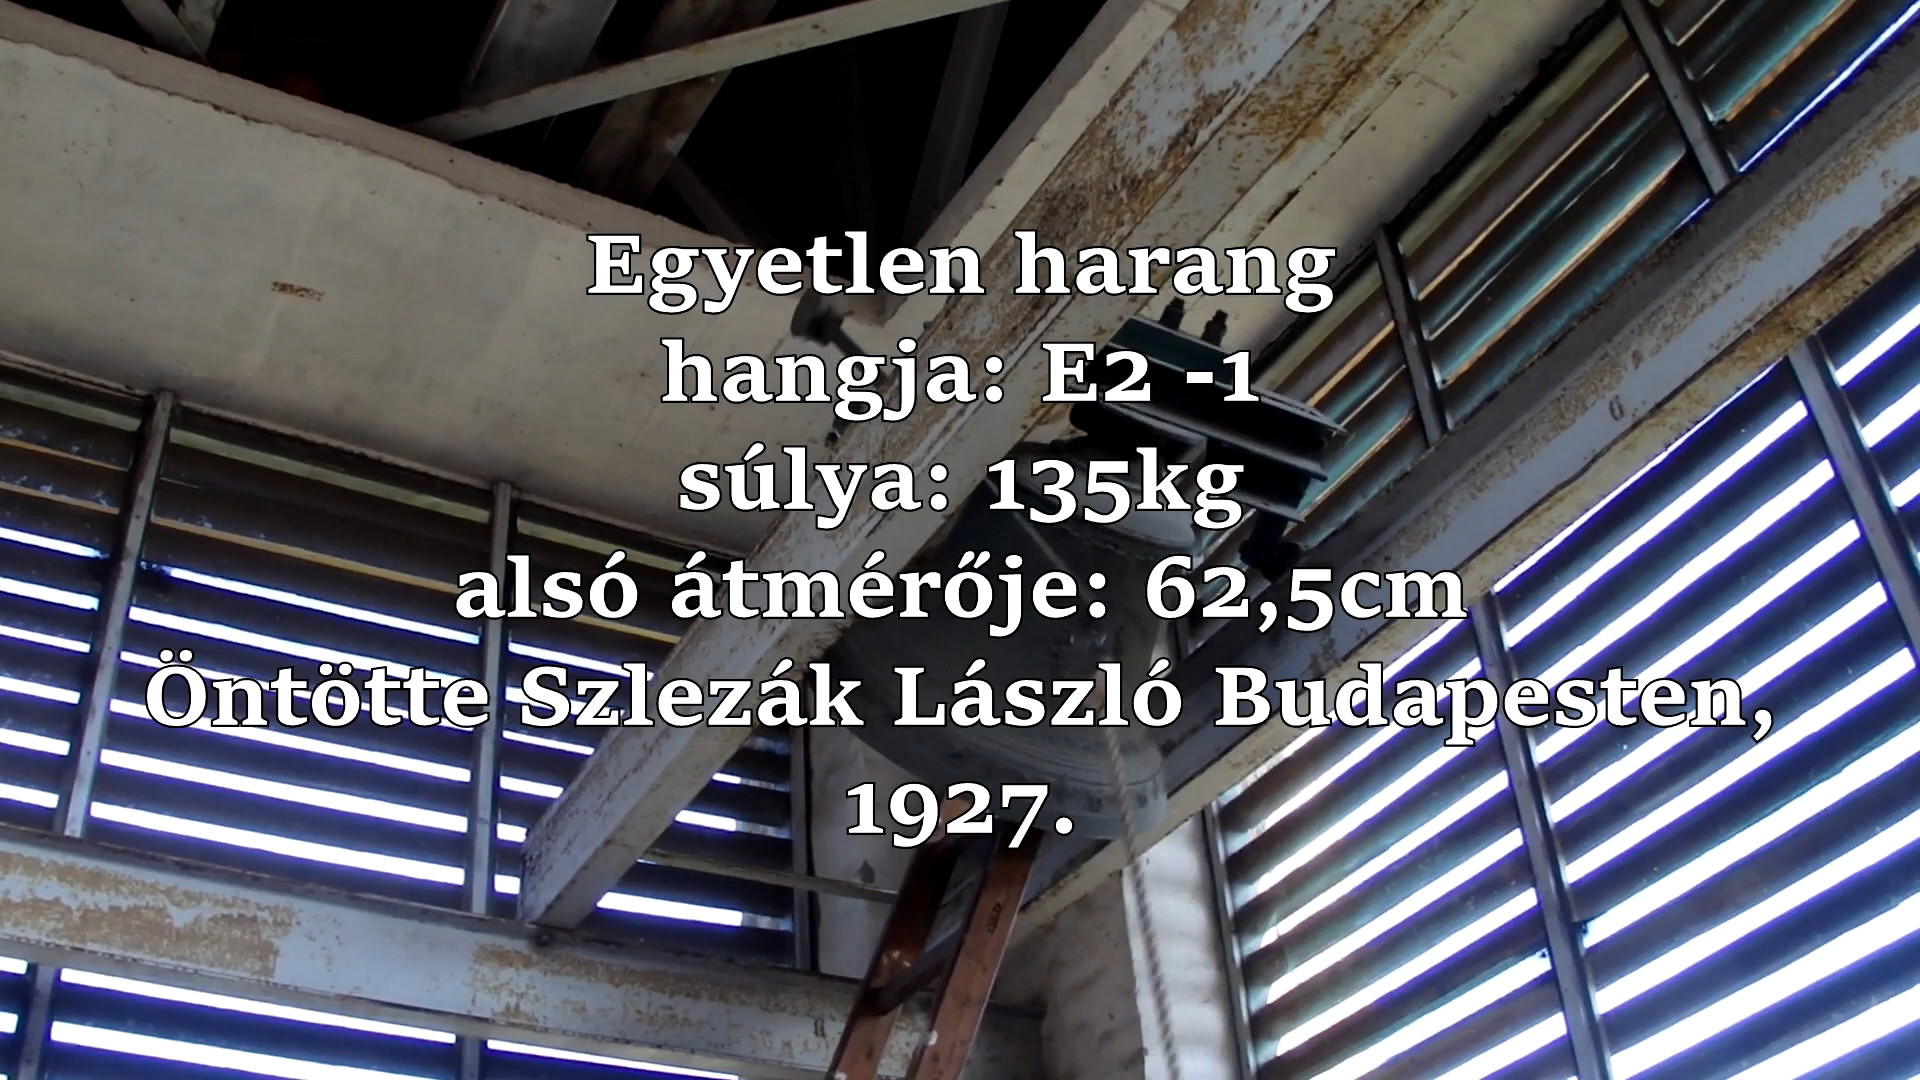 Egyetlen harang
hangja: E2 -1
súlya: 135kg
alsó átmérője: 62,5cm
Öntötte Szlezák László Budapesten,
1927.